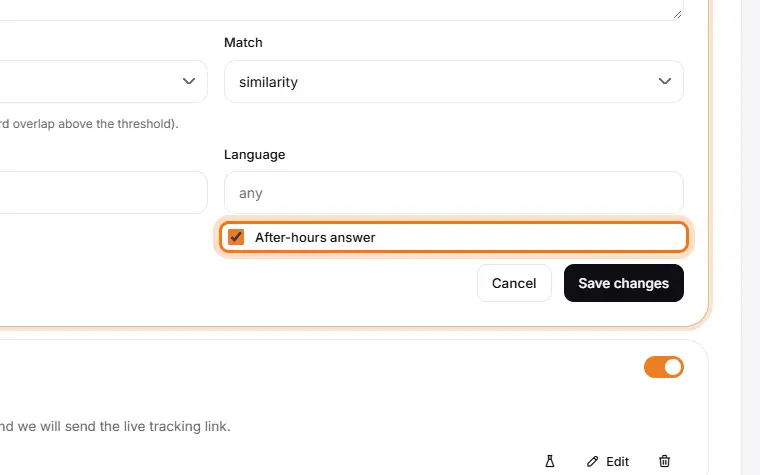 Match
similarity
rd overlap above the threshold).
Language
any
After-hours answer
Cancel
Save changes
nd we will send the live tracking link.
Edit